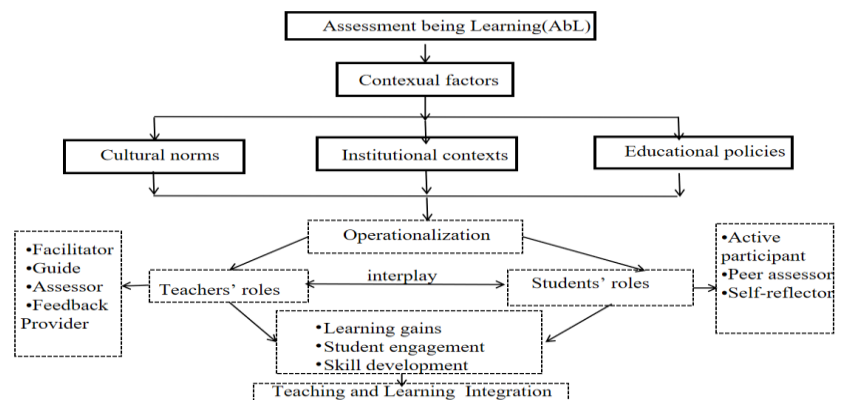 Assessment being Learning(AbL)
Contexual factors
Cultural norms
Institutional contexts
Educational policies
Operationalization
•Facilitator
•Guide
•Assessor
•Feedback
Provider
Teachers’ roles
interplay
Students’ roles
•Active
participant
•Peer assessor
•Self-reflector
•Learning gains
•Student engagement
•Skill development
Teaching and Learning Integration